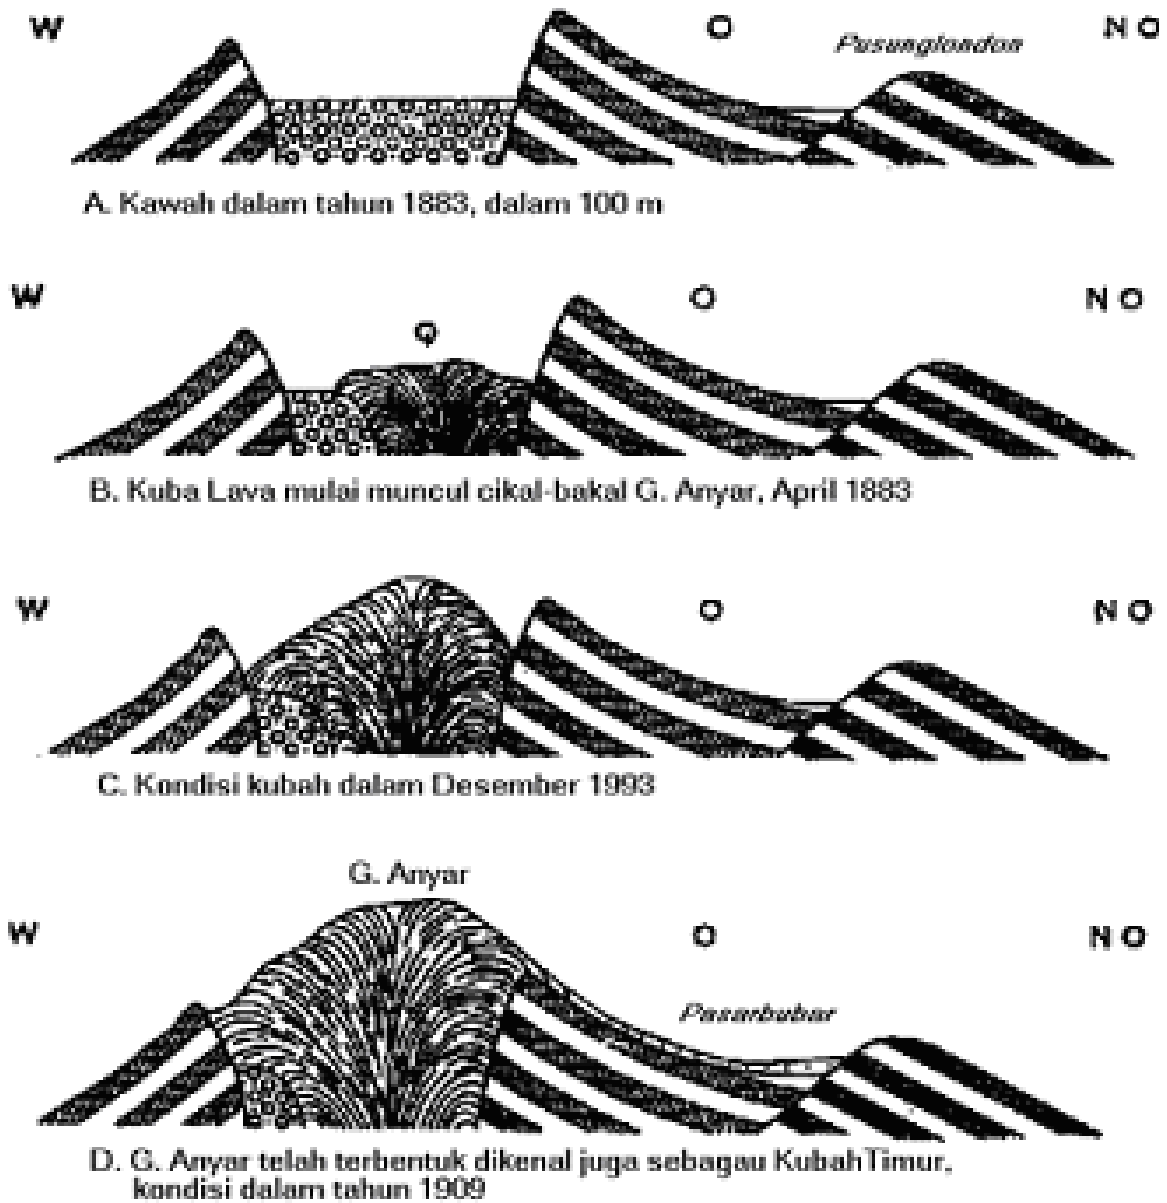 W O NO
Pusunglondon
A. Kawah dalam tahun 1883, dalam 100 m
W O NO
Q
B. Kuba Lava mulai muncul cikal-bakal G. Anyar, April 1883
W O NO
C. Kondisi kubah dalam Desember 1993
G. Anyar
W O NO
Pasarbubar
D. G. Anyar telah terbentuk dikenal juga sebagau Kubah Timur,
kondisi dalam tahun 1909